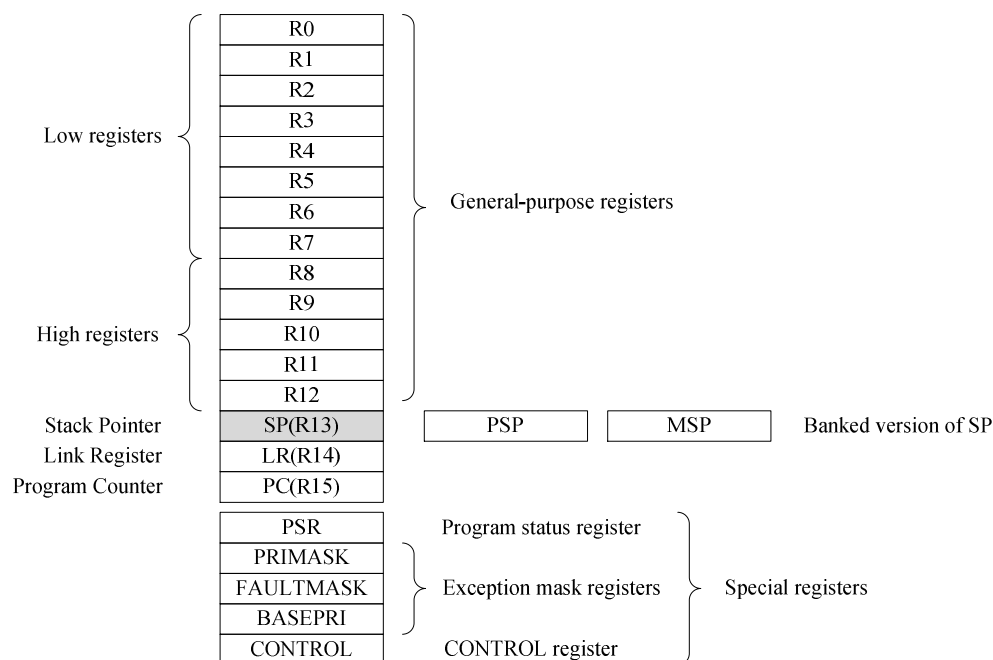 R0
R1
R2
R3
Low registers
R4
R5
R6
General-purpose registers
R7
R8
R9
High registers
R10
R11
R12
Stack Pointer SP(R13) PSP MSP Banked version of SP
Link Register LR(R14)
Program Counter PC(R15)
PSR Program status register
PRIMASK
FAULTMASK Exception mask registers Special registers
BASEPRI
CONTROL CONTROL register